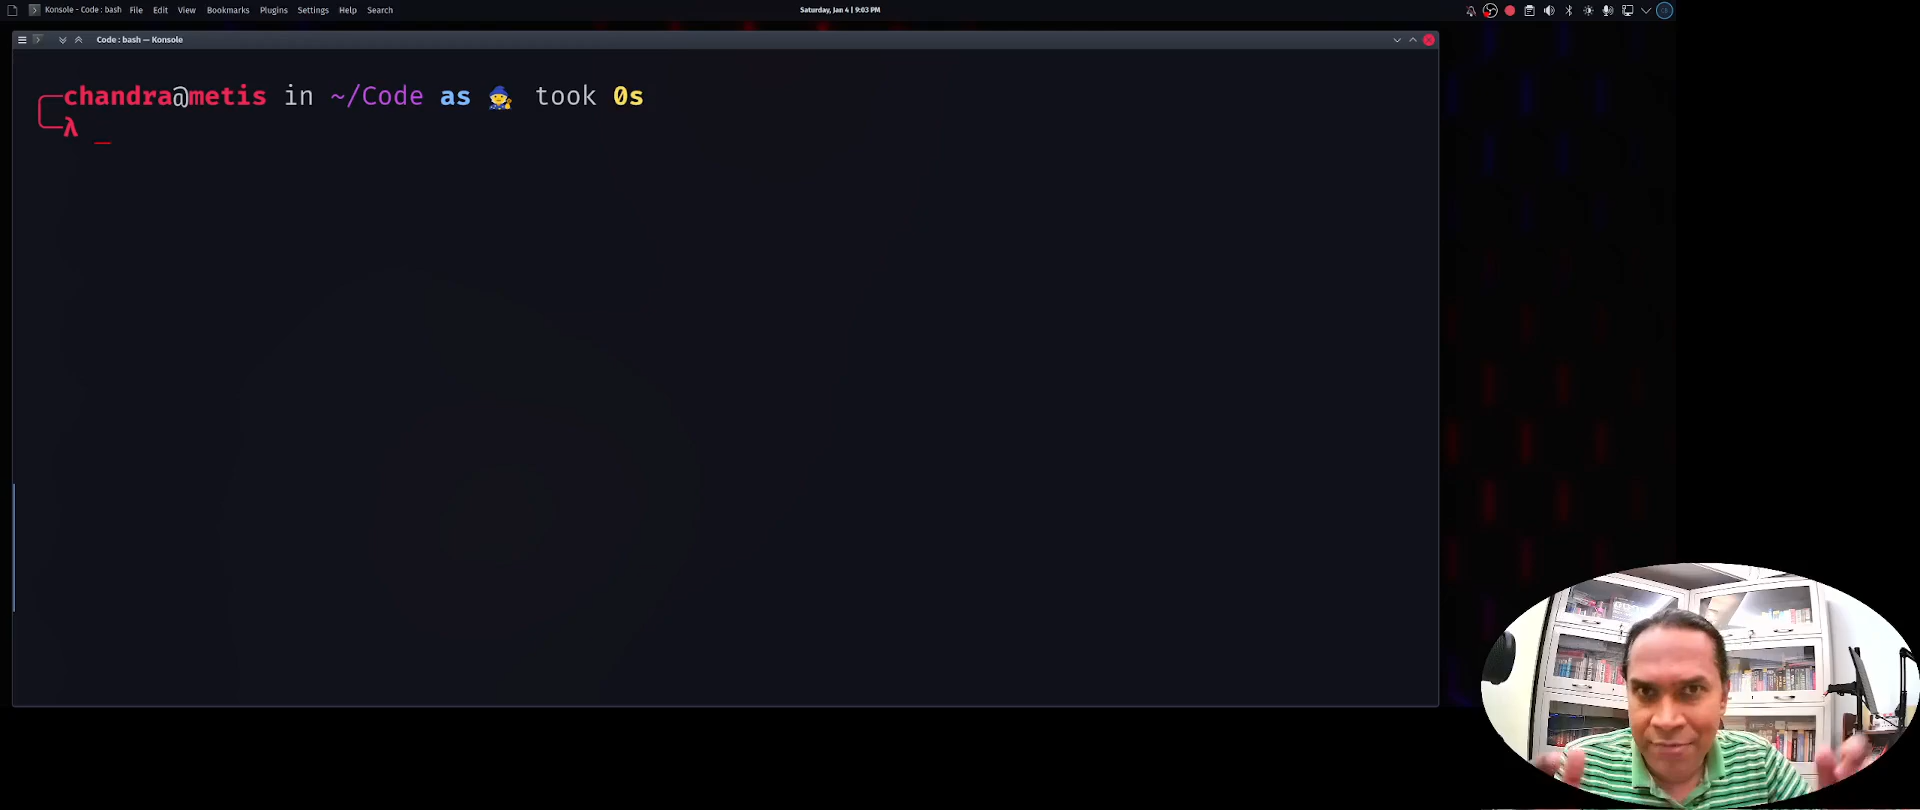 Konsole - Code : bash File Edit View Bookmarks Plugins Settings Help Search Saturday, Jan 4 | 9:03 PM
Code : bash — Konsole
chandra@metis in ~/Code as 🧙 took 0s
λ _